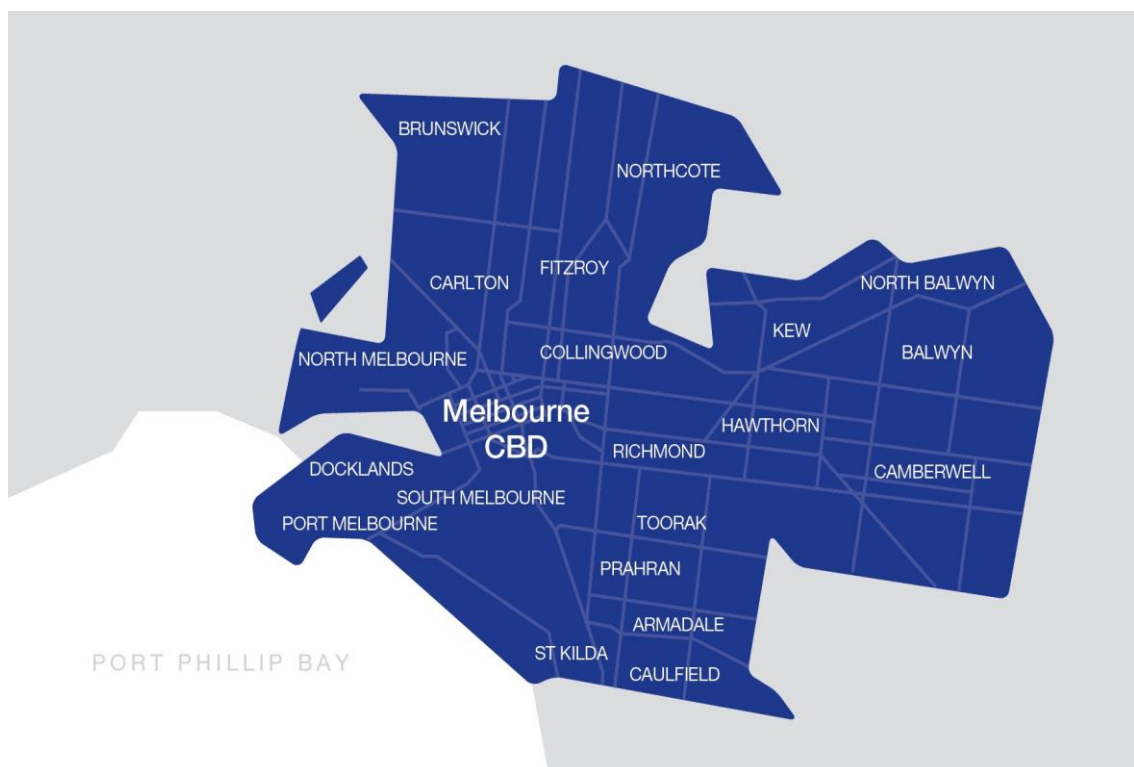 BRUNSWICK
NORTHCOTE
FITZROY
CARLTON
NORTH BALWYN
KEW
COLLINGWOOD
BALWYN
NORTH MELBOURNE
Melbourne
CBD
HAWTHORN
RICHMOND
DOCKLANDS
CAMBERWELL
SOUTH MELBOURNE
PORT MELBOURNE
TOORAK
PRAHRAN
ARMADALE
ST KILDA
PORT PHILLIP BAY
CAULFIELD